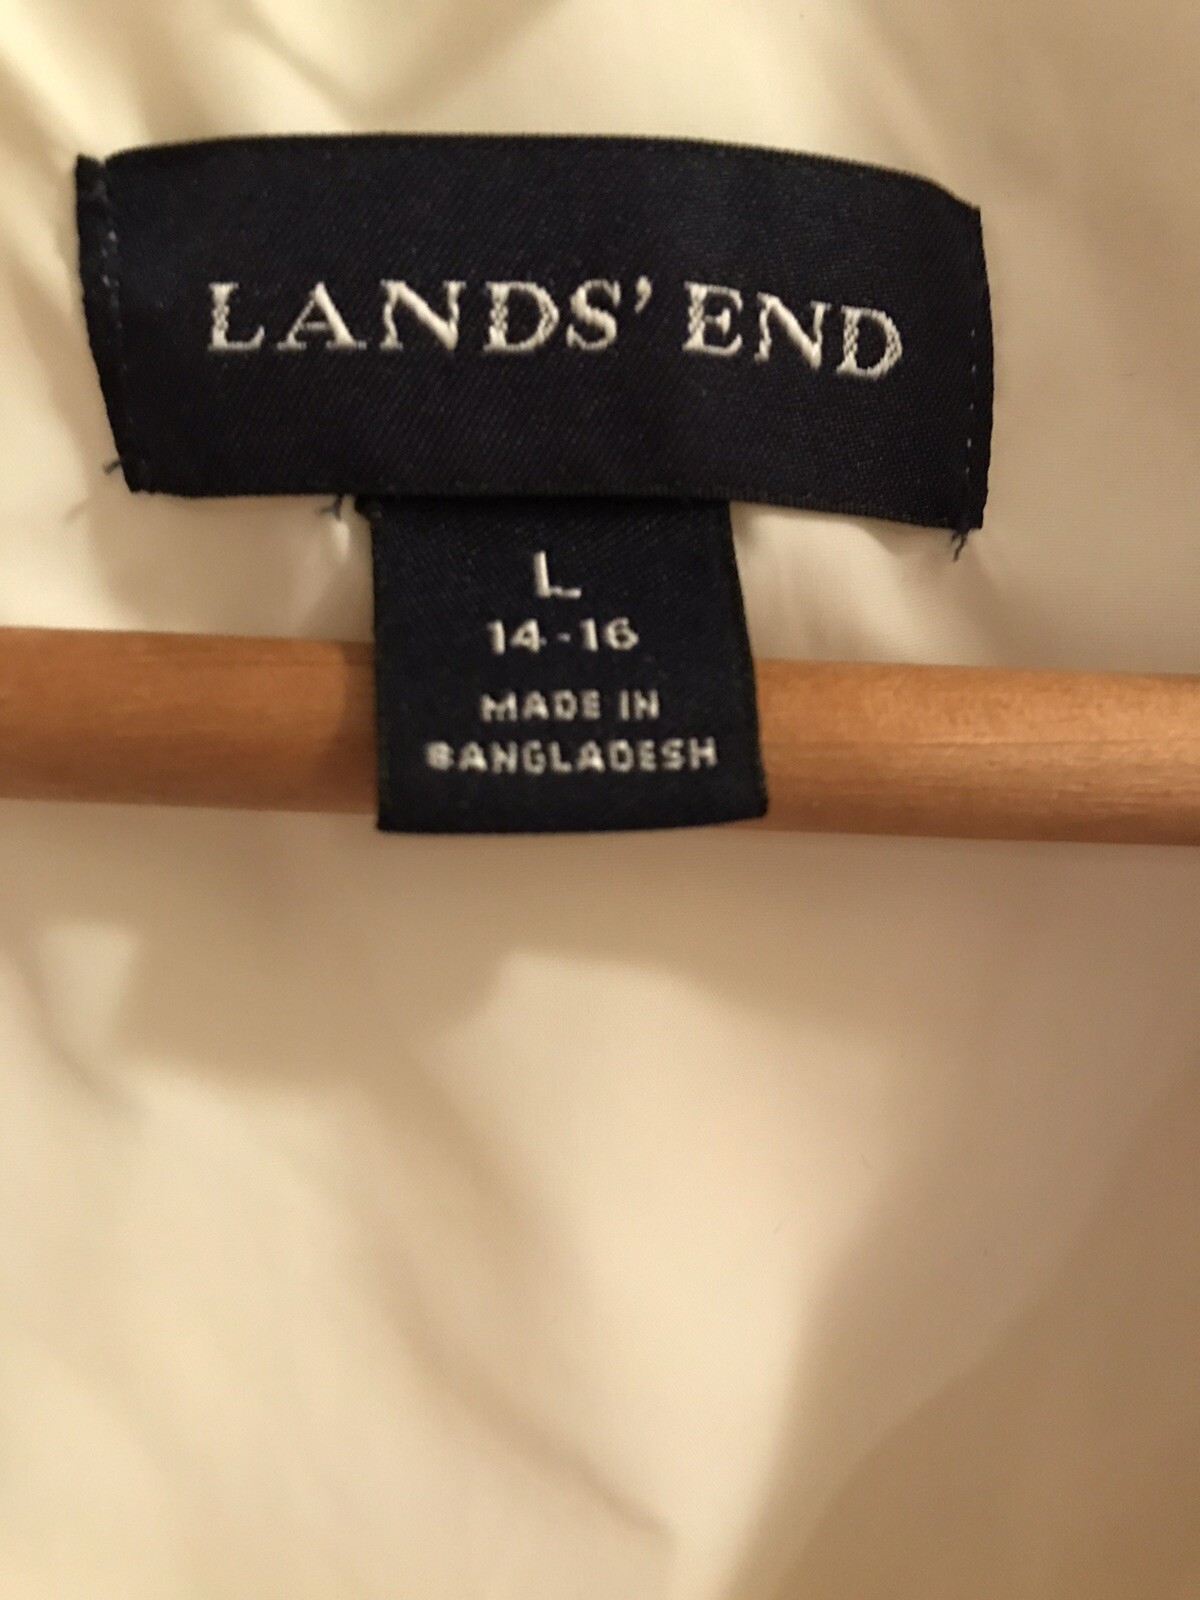 LANDS' END
L
14-16
MADE IN
BANGLADESH